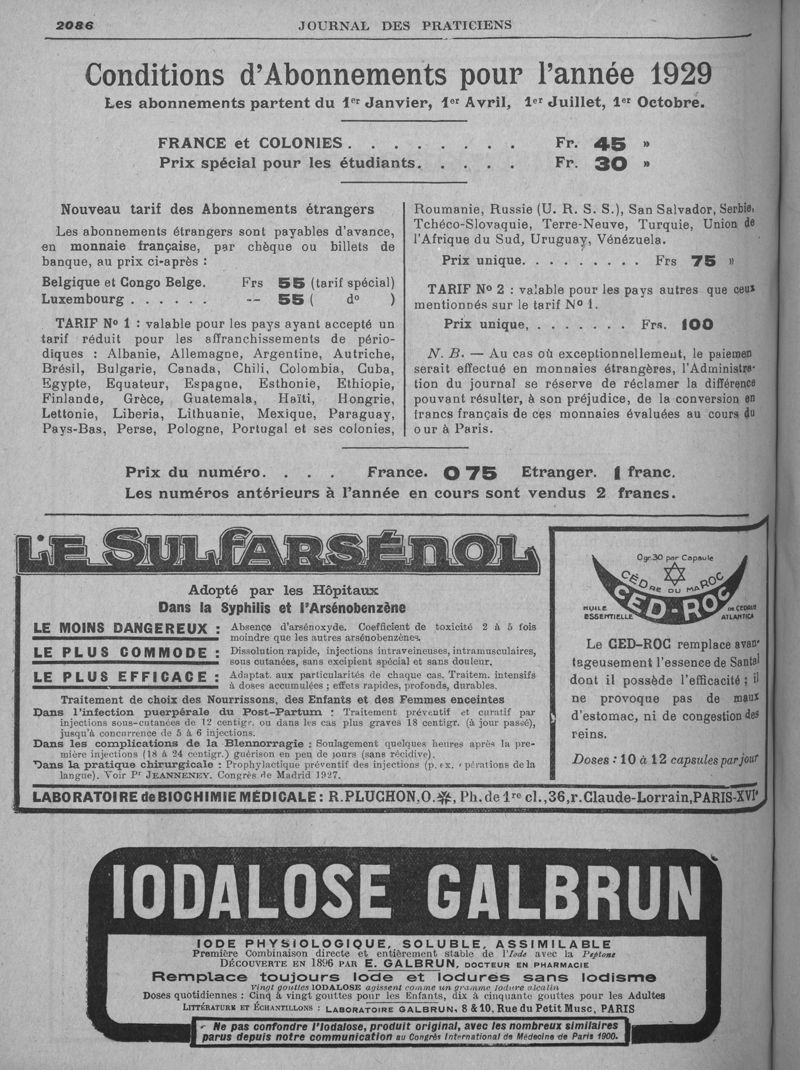 2086
JOURNAL DES PRATICIENS
Conditions d'Abonnements pour l'année 1929
Les abonnements partent du 1er Janvier, 1er Avril, 1er Juillet, 1er Octobre.
FRANCE et COLONIES . . . . . . . . Fr. 45 »
Prix spécial pour les étudiants. . . . . Fr. 30 »
Nouveau tarif des Abonnements étrangers
Les abonnements étrangers sont payables d'avance,
en monnaie française, par chèque ou billets de
banque, au prix ci-après :
Belgique et Congo Belge. Frs 55 (tarif spécial)
Luxembourg . . . . . . -- 55 ( do )
TARIF No 1 : valable pour les pays ayant accepté un
tarif réduit pour les affranchissements de pério-
diques : Albanie, Allemagne, Argentine, Autriche,
Brésil, Bulgarie, Canada, Chili, Colombia, Cuba,
Egypte, Equateur, Espagne, Esthonie, Ethiopie,
Finlande, Grèce, Guatemala, Haïti, Hongrie,
Lettonie, Liberia, Lithuanie, Mexique, Paraguay,
Pays-Bas, Perse, Pologne, Portugal et ses colonies,
Roumanie, Russie (U. R. S. S.), San Salvador, Serbie,
Tchéco-Slovaquie, Terre-Neuve, Turquie, Union de
l'Afrique du Sud, Uruguay, Vénézuela.
Prix unique. . . . . . . . . Frs 75 »
TARIF No 2 : valable pour les pays autres que ceux
mentionnés sur le tarif No 1.
Prix unique, . . . . . . . Frs. 100
N. B. — Au cas où exceptionnellement, le paiemen
serait effectué en monnaies étrangères, l'Administra-
tion du journal se réserve de réclamer la différence
pouvant résulter, à son préjudice, de la conversion en
francs français de ces monnaies évaluées au cours du
our à Paris.
Prix du numéro. . . . France. 0 75 Etranger. 1 franc.
Les numéros antérieurs à l'année en cours sont vendus 2 francs.
LE SULFARSÉNOL
Adopté par les Hôpitaux
Dans la Syphilis et l'Arsénobenzène
LE MOINS DANGEREUX : Absence d'arsénoxyde. Coefficient de toxicité 2 à 5 fois
moindre que les autres arsénobenzènes.
LE PLUS COMMODE : Dissolution rapide, injections intraveineuses, intramusculaires,
sous cutanées, sans excipient spécial et sans douleur.
LE PLUS EFFICACE : Adaptat. aux particularités de chaque cas. Traitem. intensifs
à doses accumulées ; effets rapides, profonds, durables.
Traitement de choix des Nourrissons, des Enfants et des Femmes enceintes
Dans l'infection puerpérale du Post-Partum : Traitement préventif et curatif par
injections sous-cutanées de 12 centigr. ou dans les cas plus graves 18 centigr. (à jour passé),
jusqu'à concurrence de 5 à 6 injections.
Dans les complications de la Blennorragie : Soulagement quelques heures après la pre-
mière injections (18 à 24 centigr.) guérison en peu de jours (sans récidive).
Dans la pratique chirurgicale : Prophylactique préventif des injections (p. ex. opérations de la
langue). Voir Pr JEANNENEY. Congrès de Madrid 1927.
Ogr.30 par Capsule
CÉDRE DU MAROC
CED-ROC
HUILE ESSENTIELLE
DE CEDRUS ATLANTICA
Le CED-ROC remplace avan-
tageusement l'essence de Santal
dont il possède l'efficacité ; il
ne provoque pas de maux
d'estomac, ni de congestion des
reins.
Doses : 10 à 12 capsules par jour
LABORATOIRE de BIOCHIMIE MÉDICALE : R. PLUCHON, O. , Ph. de 1re cl., 36, r. Claude-Lorrain, PARIS-XVIe
IODALOSE GALBRUN
IODE PHYSIOLOGIQUE, SOLUBLE, ASSIMILABLE
Première Combinaison directe et entièrement stable de l'Iode avec la Peptone
DÉCOUVERTE EN 1896 PAR E. GALBRUN, DOCTEUR EN PHARMACIE
Remplace toujours Iode et Iodures sans Iodisme
Vingt gouttes IODALOSE agissent comme un gramme Iodure alcalin
Doses quotidiennes : Cinq à vingt gouttes pour les Enfants, dix à cinquante gouttes pour les Adultes
LITTÉRATURE ET ÉCHANTILLONS : LABORATOIRE GALBRUN, 8 & 10, Rue du Petit Musc, PARIS
Ne pas confondre l'Iodalose, produit original, avec les nombreux similaires
parus depuis notre communication au Congrès International de Médecine de Paris 1900.